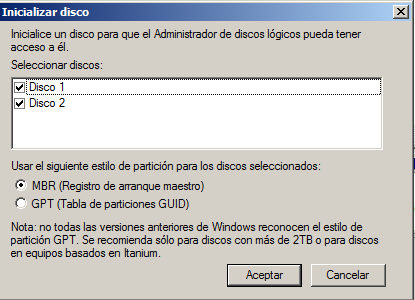 Inicializar disco
Inicialice un disco para que el Administrador de discos lógicos pueda tener
acceso a él.
Seleccionar discos:
Disco 1
Disco 2
Usar el siguiente estilo de partición para los discos seleccionados:
MBR (Registro de arranque maestro)
GPT (Tabla de particiones GUID)
Nota: no todas las versiones anteriores de Windows reconocen el estilo de
partición GPT. Se recomienda sólo para discos con más de 2TB o para discos
en equipos basados en Itanium.
Aceptar
Cancelar